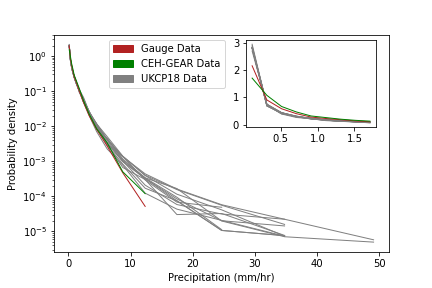 Gauge Data
CEH-GEAR Data
UKCP18 Data
3
2
1
0
0.5 1.0 1.5
10⁰
10⁻¹
10⁻²
10⁻³
10⁻⁴
10⁻⁵
Probability density
0 10 20 30 40 50
Precipitation (mm/hr)